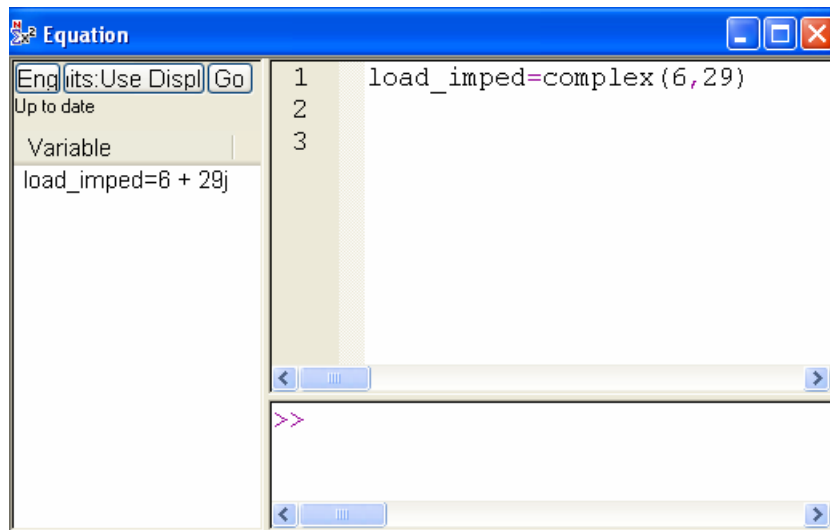 Equation
Eng its:Use Displ Go
Up to date
Variable
load_imped=6 + 29j
1 load_imped=complex(6,29)
2
3
>>